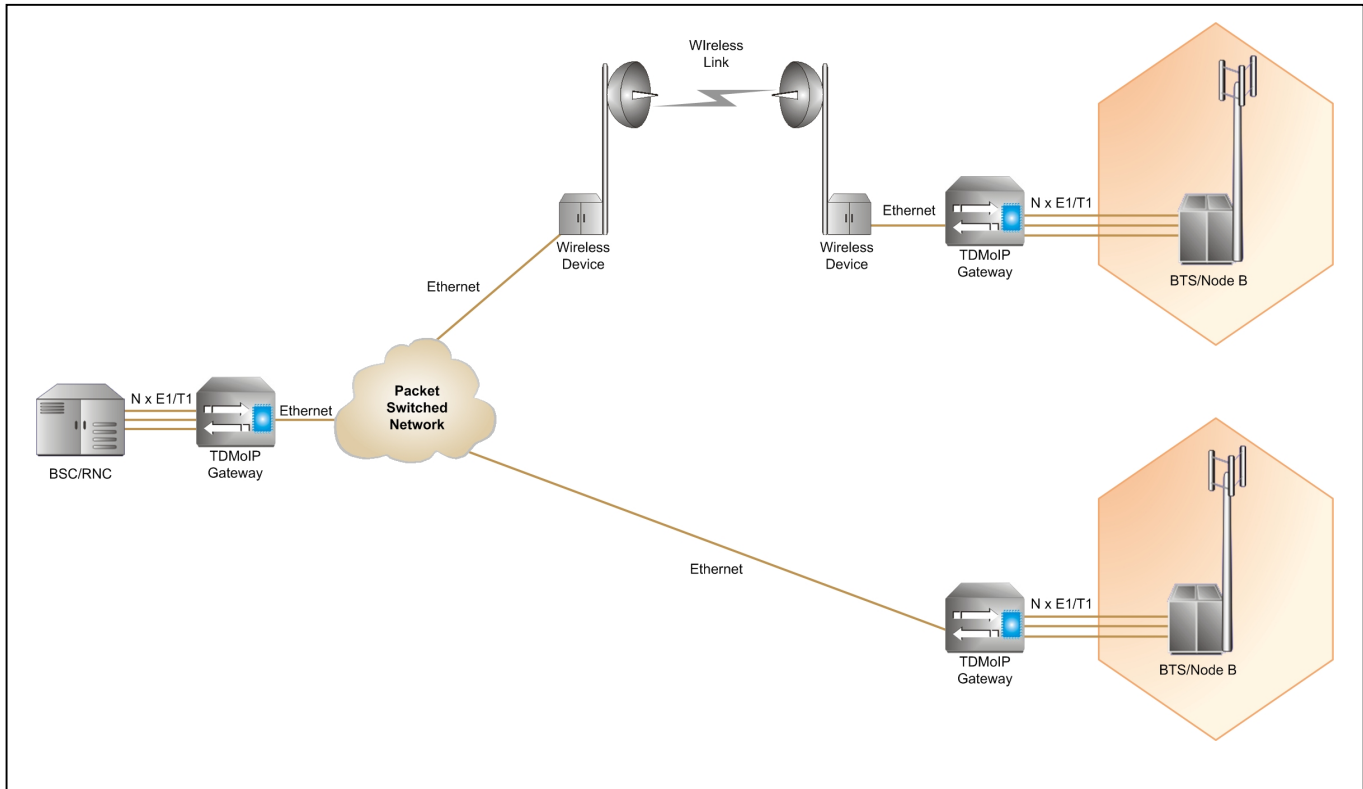 WIreless
Link
Ethernet
N x E1/T1
Wireless
Device
Wireless
Device
TDMoIP
Gateway
BTS/Node B
Ethernet
N x E1/T1
Ethernet
Packet
Switched
Network
TDMoIP
Gateway
BSC/RNC
Ethernet
N x E1/T1
TDMoIP
Gateway
BTS/Node B